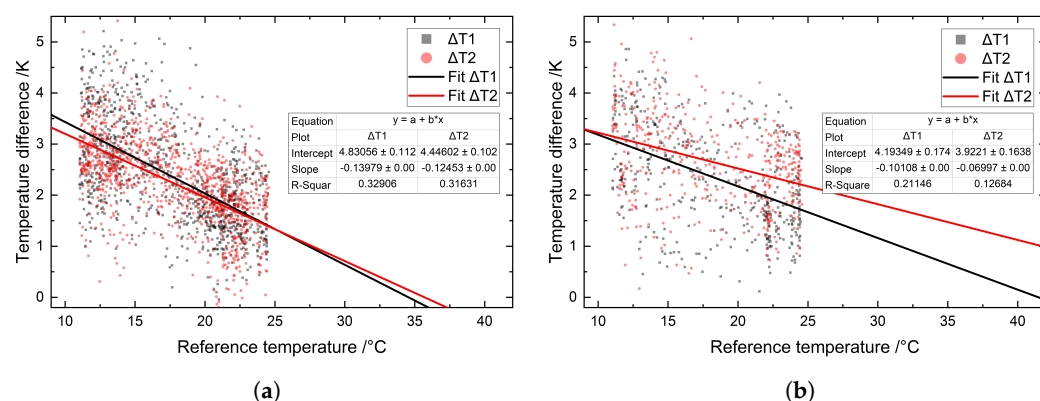 ΔT1
ΔT2
Fit ΔT1
Fit ΔT2
Equation y = a + b*x
Plot ΔT1 ΔT2
Intercept 4.83056 ± 0.112 4.44602 ± 0.102
Slope -0.13979 ± 0.00 -0.12453 ± 0.00
R-Squar 0.32906 0.31631
5
4
3
2
1
0
Temperature difference /K
10 15 20 25 30 35 40
Reference temperature /°C
(a)
ΔT1
ΔT2
Fit ΔT1
Fit ΔT2
Equation y = a + b*x
Plot ΔT1 ΔT2
Intercept 4.19349 ± 0.174 3.9221 ± 0.1638
Slope -0.10108 ± 0.00 -0.06997 ± 0.00
R-Square 0.21146 0.12684
5
4
3
2
1
0
Temperature difference /K
10 15 20 25 30 35 40
Reference temperature /°C
(b)